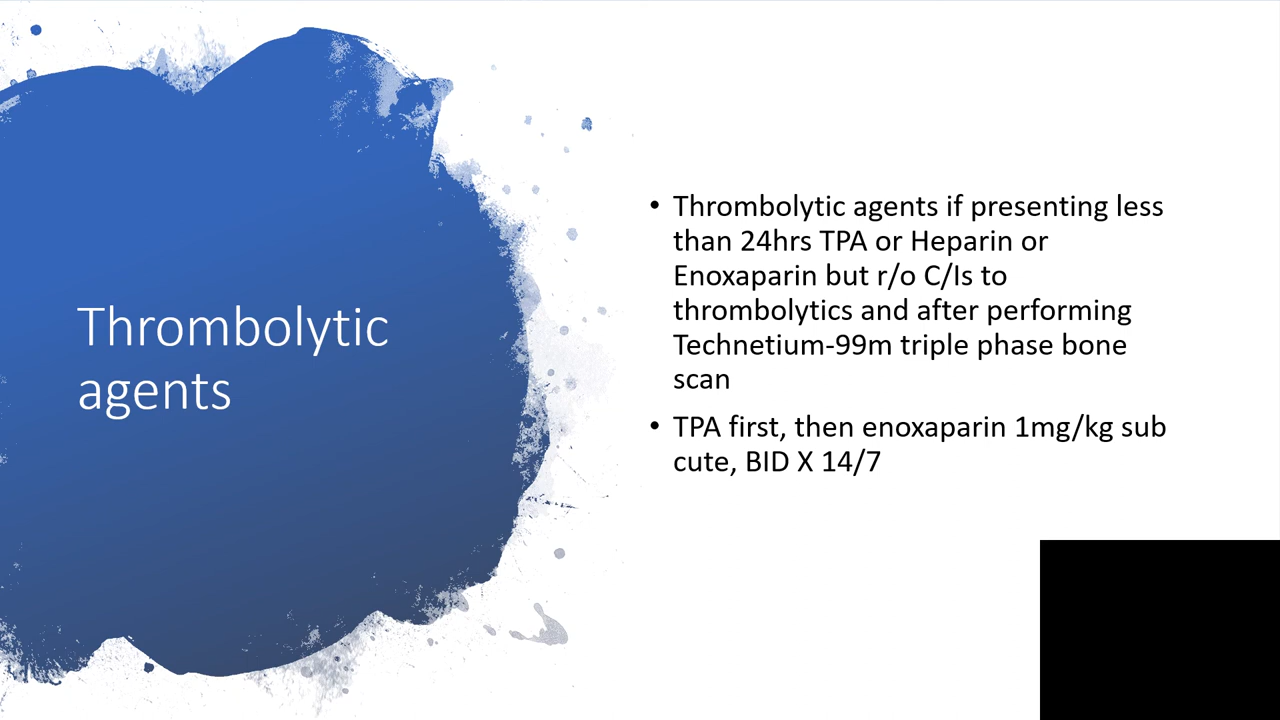 Thrombolytic
agents
• Thrombolytic agents if presenting less
than 24hrs TPA or Heparin or
Enoxaparin but r/o C/Is to
thrombolytics and after performing
Technetium-99m triple phase bone
scan
• TPA first, then enoxaparin 1mg/kg sub
cute, BID X 14/7